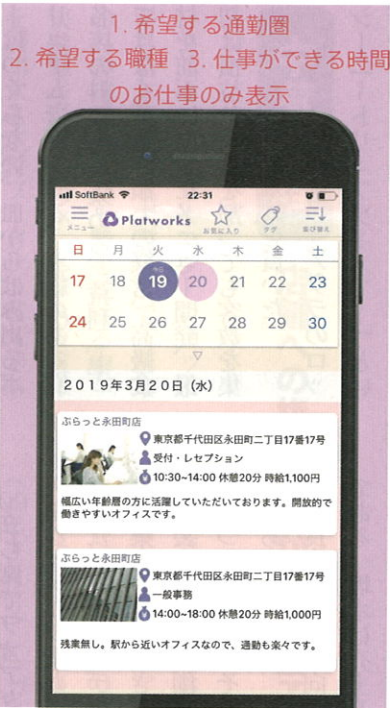 1. 希望する通勤圏
2. 希望する職種 3. 仕事ができる時間
のお仕事のみ表示
SoftBank 22:31
メニュー Platworks お気に入り タグ 並び替え
日 月 火 水 木 金 土
今日
17 18 19 20 21 22 23
24 25 26 27 28 29 30
2019年3月20日（水）
ぷらっと永田町店
東京都千代田区永田町二丁目17番17号
受付・レセプション
10:30~14:00 休憩20分 時給1,100円
幅広い年齢層の方に活躍していただいております。開放的で
働きやすいオフィスです。
ぷらっと永田町店
東京都千代田区永田町二丁目17番17号
一般事務
14:00~18:00 休憩20分 時給1,000円
残業無し。駅から近いオフィスなので、通勤も楽々です。